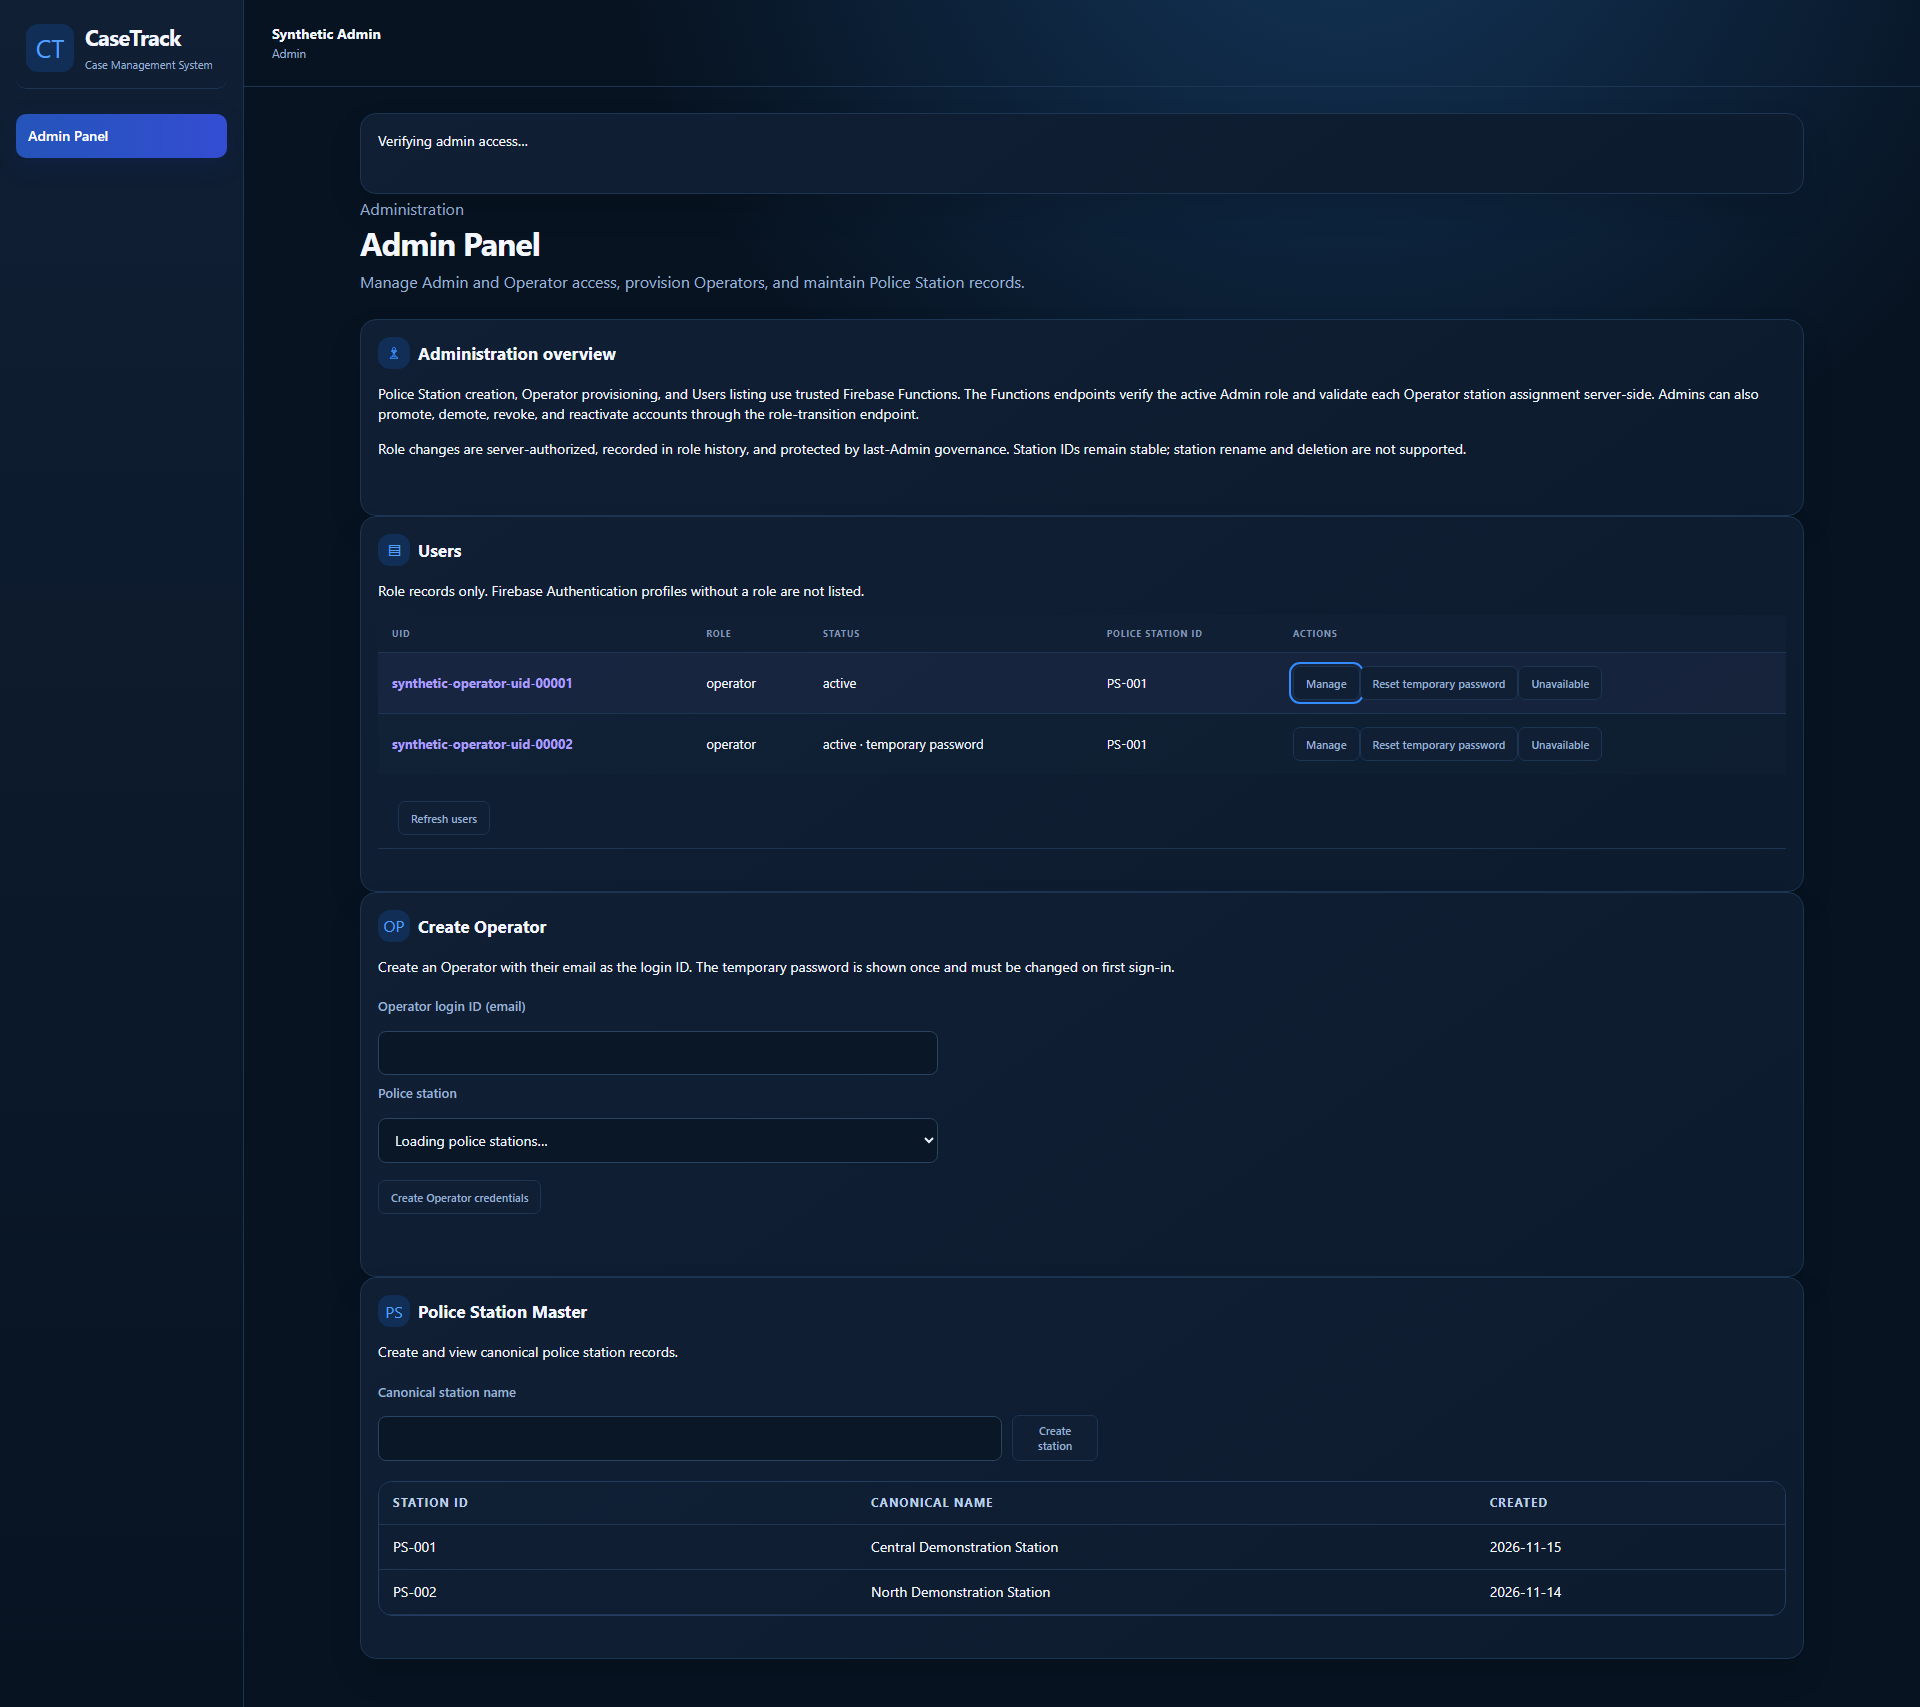 CT
CaseTrack
Case Management System
Admin Panel
Synthetic Admin
Admin
Verifying admin access...
Administration
Admin Panel
Manage Admin and Operator access, provision Operators, and maintain Police Station records.
Administration overview
Police Station creation, Operator provisioning, and Users listing use trusted Firebase Functions. The Functions endpoints verify the active Admin role and validate each Operator station assignment server-side. Admins can also
promote, demote, revoke, and reactivate accounts through the role-transition endpoint.
Role changes are server-authorized, recorded in role history, and protected by last-Admin governance. Station IDs remain stable; station rename and deletion are not supported.
Users
Role records only. Firebase Authentication profiles without a role are not listed.
UID ROLE STATUS POLICE STATION ID ACTIONS
synthetic-operator-uid-00001 operator active PS-001 Manage Reset temporary password Unavailable
synthetic-operator-uid-00002 operator active · temporary password PS-001 Manage Reset temporary password Unavailable
Refresh users
OP Create Operator
Create an Operator with their email as the login ID. The temporary password is shown once and must be changed on first sign-in.
Operator login ID (email)
Police station
Loading police stations...
Create Operator credentials
PS Police Station Master
Create and view canonical police station records.
Canonical station name
Create
station
STATION ID CANONICAL NAME CREATED
PS-001 Central Demonstration Station 2026-11-15
PS-002 North Demonstration Station 2026-11-14